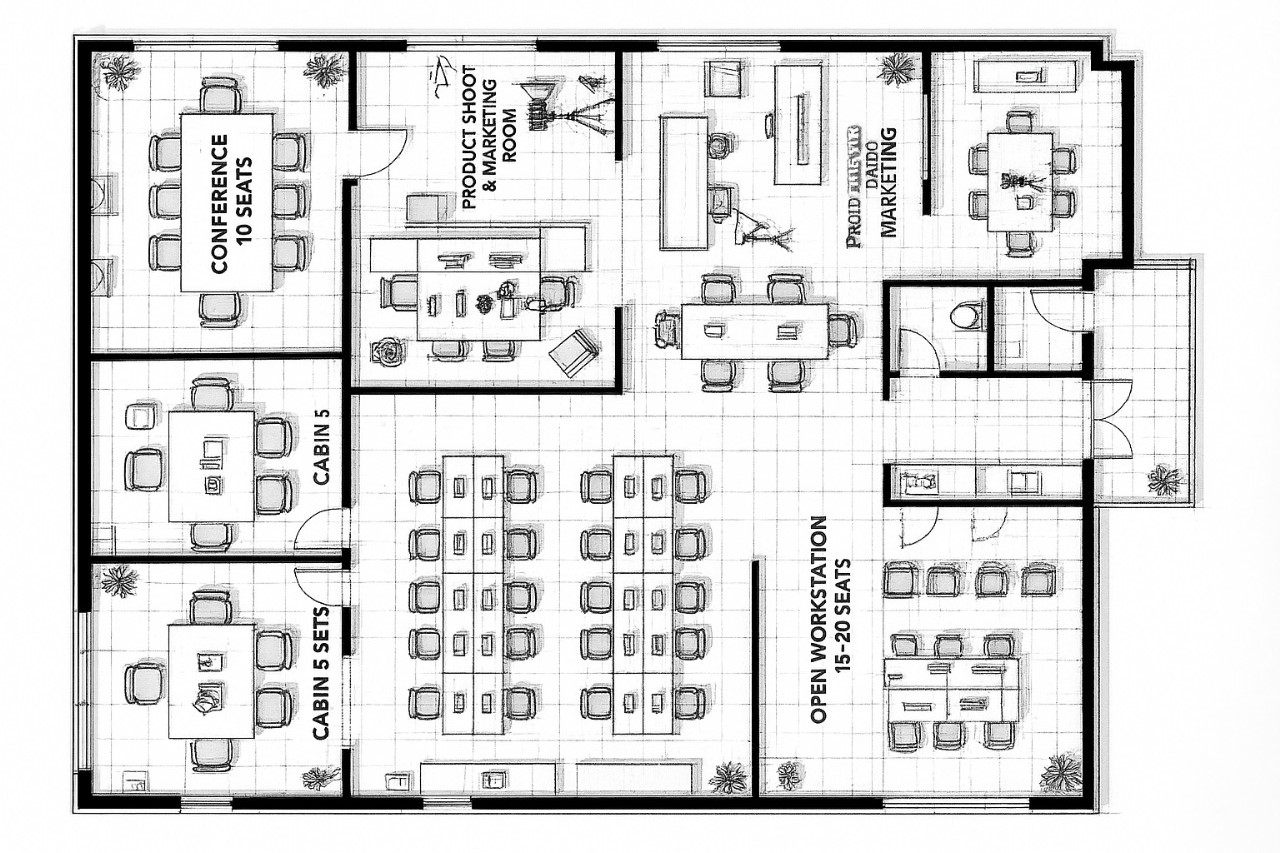 CONFERENCE
10 SEATS
PRODUCT SHOOT
& MARKETING
ROOM
PROID
DAIDO
MARKETING
CABIN 5
CABIN 5 SETS
OPEN WORKSTATION
15-20 SEATS